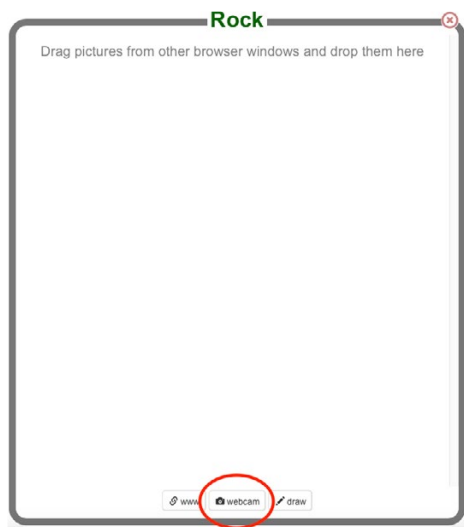 Rock
Drag pictures from other browser windows and drop them here
www webcam draw